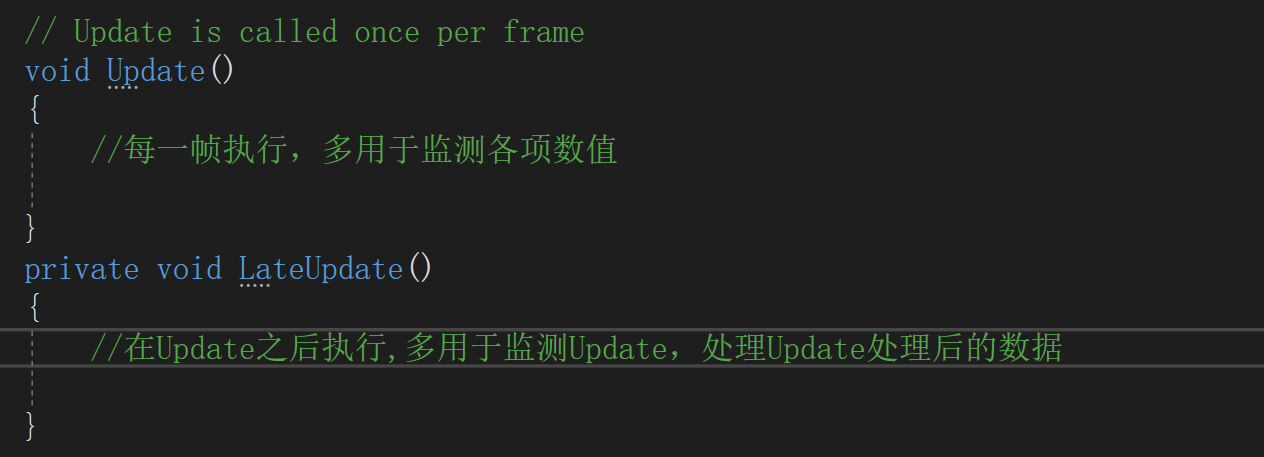 // Update is called once per frame
void Update()
{
//每一帧执行，多用于监测各项数值
}
private void LateUpdate()
{
//在Update之后执行,多用于监测Update，处理Update处理后的数据
}